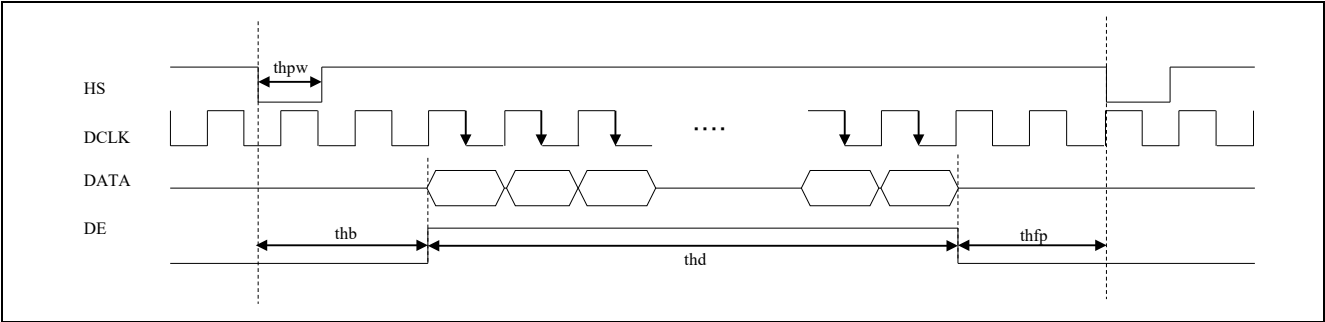 thpw
HS
DCLK
....
DATA
DE
thb
thfp
thd